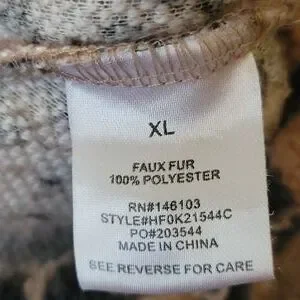 XL
FAUX FUR
100% POLYESTER
RN#146103
STYLE#HF0K21544C
PO#203544
MADE IN CHINA
SEE REVERSE FOR CARE